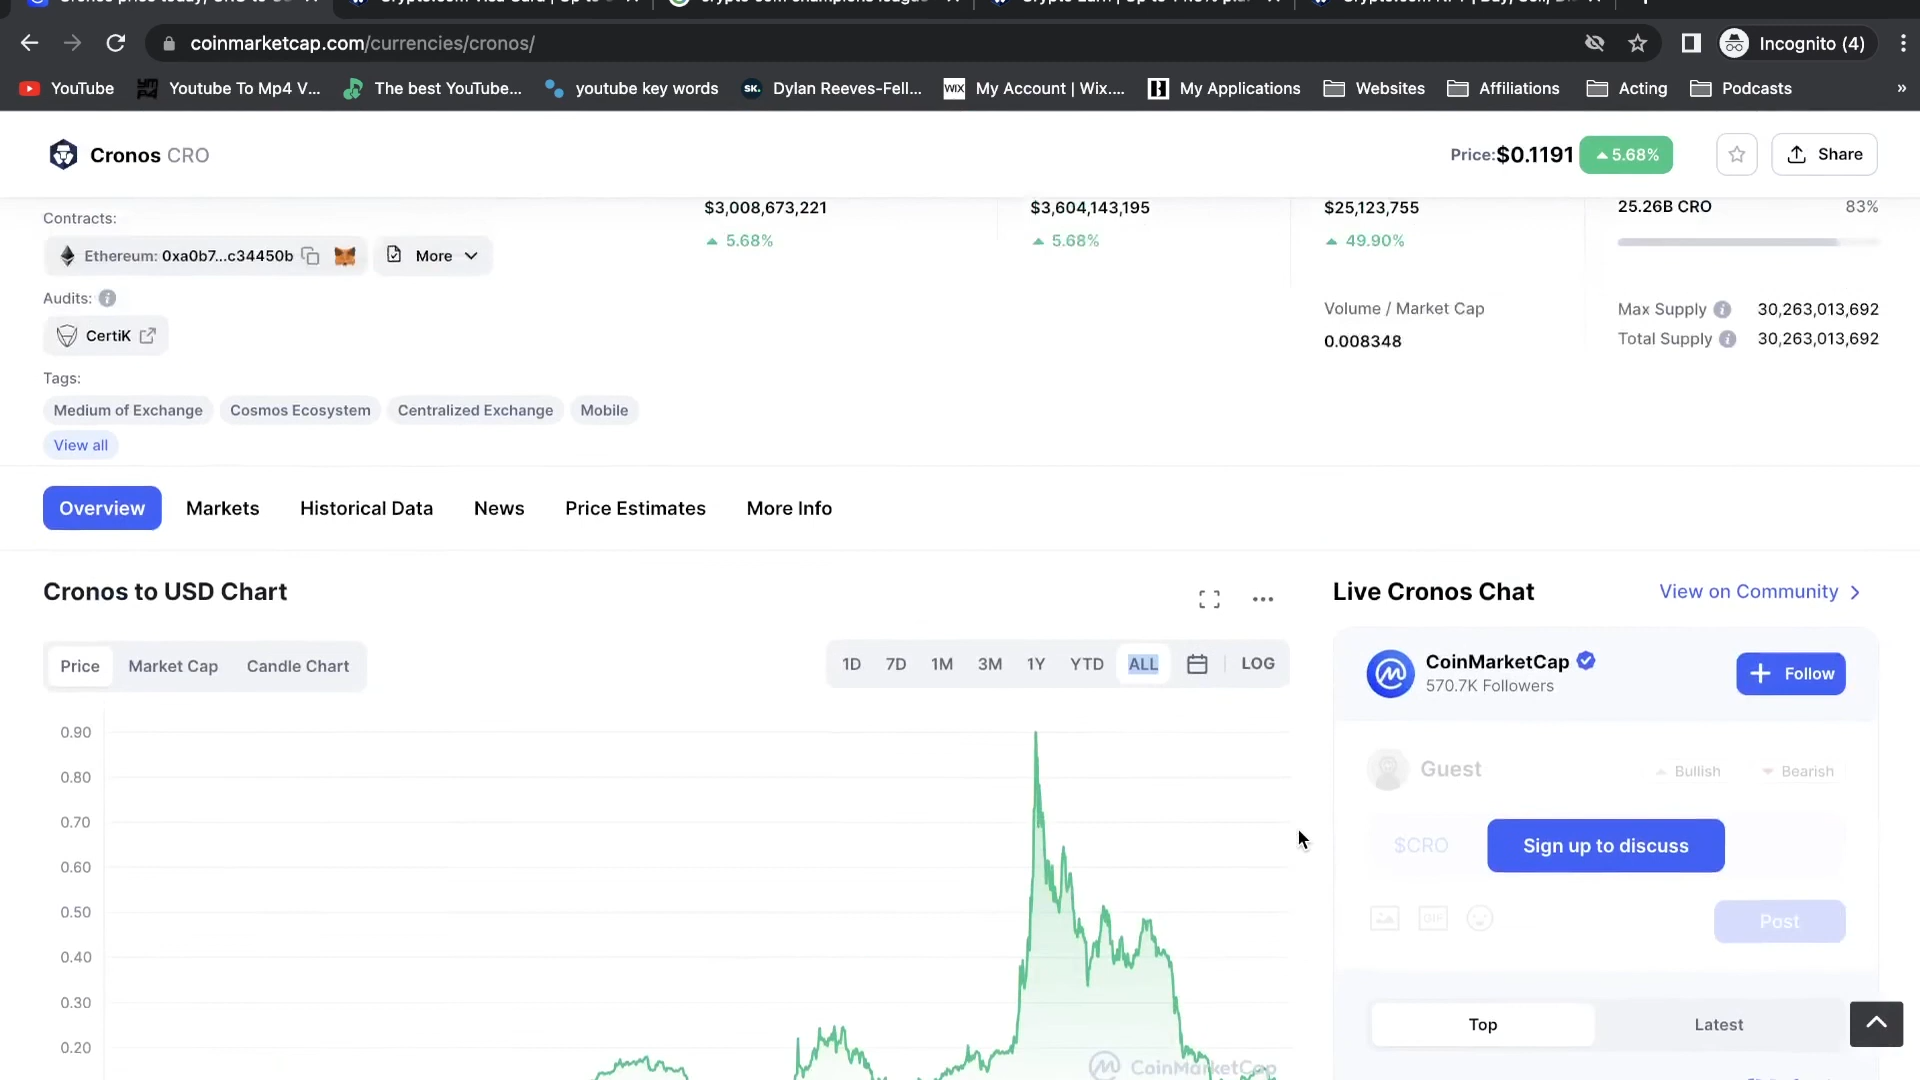 coinmarketcap.com/currencies/cronos/
Incognito (4)
YouTube
Youtube To Mp4 V...
The best YouTube...
youtube key words
SK.
Dylan Reeves-Fell...
WIX
My Account | Wix....
My Applications
Websites
Affiliations
Acting
Podcasts
»
Cronos CRO
Price:$0.1191
5.68%
Share
Contracts:
$3,008,673,221
$3,604,143,195
$25,123,755
25.26B CRO
83%
5.68%
5.68%
49.90%
Ethereum: 0xa0b7...c34450b
More
Audits:
CertiK
Volume / Market Cap
0.008348
Max Supply 30,263,013,692
Total Supply 30,263,013,692
Tags:
Medium of Exchange
Cosmos Ecosystem
Centralized Exchange
Mobile
View all
Overview
Markets
Historical Data
News
Price Estimates
More Info
Cronos to USD Chart
Price
Market Cap
Candle Chart
1D
7D
1M
3M
1Y
YTD
ALL
LOG
0.90
0.80
0.70
0.60
0.50
0.40
0.30
0.20
CoinMarketCap
Live Cronos Chat
View on Community
CoinMarketCap
570.7K Followers
Follow
Guest
Bullish
Bearish
$CRO
Sign up to discuss
GIF
Post
Top
Latest